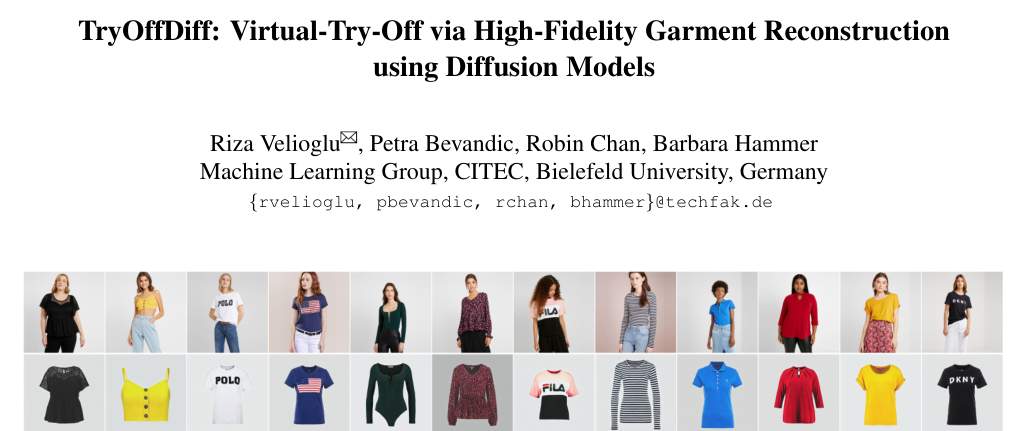 TryOffDiff: Virtual-Try-Off via High-Fidelity Garment Reconstruction
using Diffusion Models
Riza Velioglu✉, Petra Bevandic, Robin Chan, Barbara Hammer
Machine Learning Group, CITEC, Bielefeld University, Germany
{rvelioglu, pbevandic, rchan, bhammer}@techfak.de
POLO
FILA
DKNY
POLO
FILA
DKNY